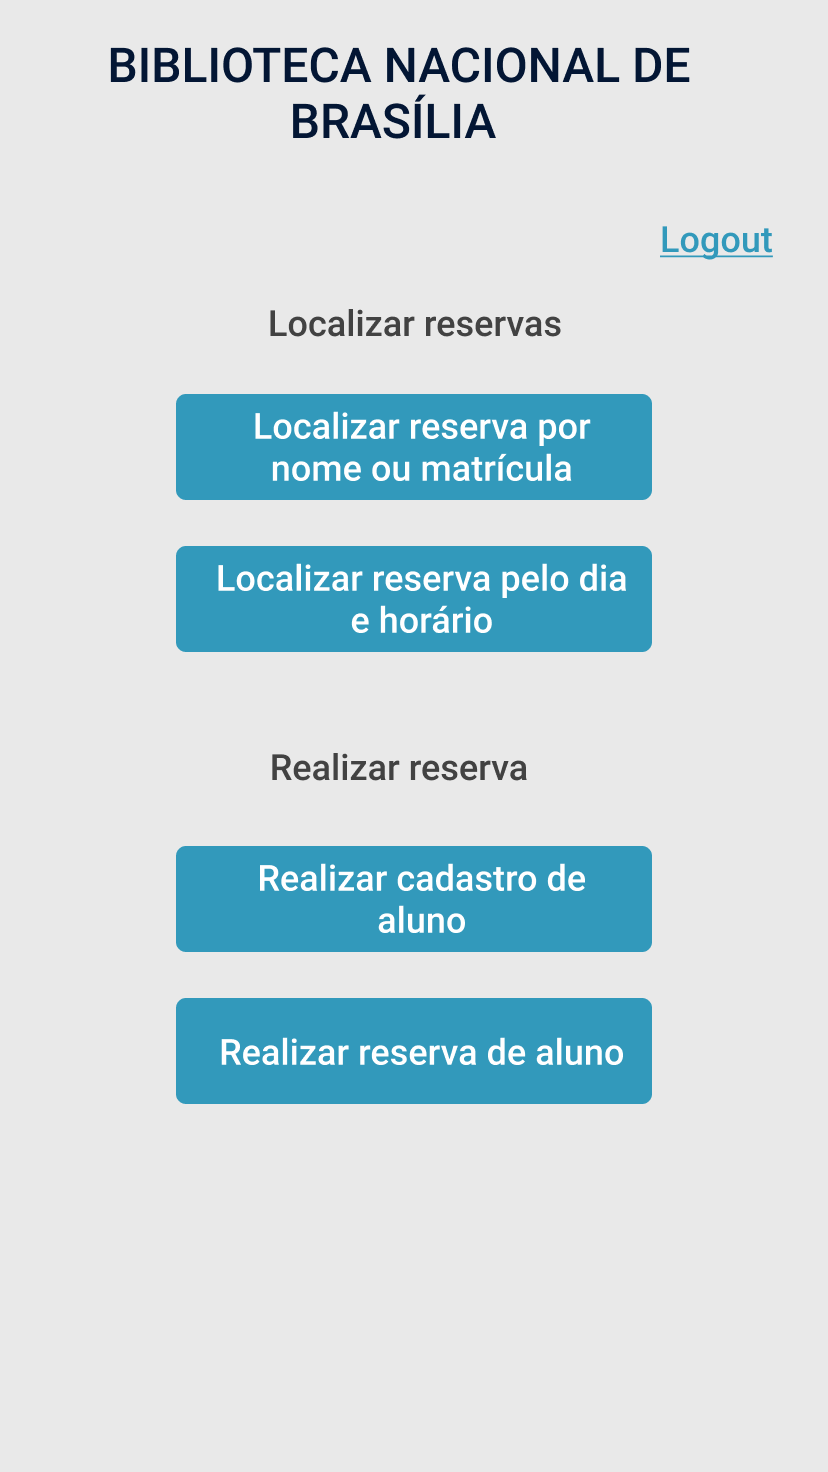 BIBLIOTECA NACIONAL DE
BRASÍLIA
Logout
Localizar reservas
Localizar reserva por
nome ou matrícula
Localizar reserva pelo dia
e horário
Realizar reserva
Realizar cadastro de
aluno
Realizar reserva de aluno